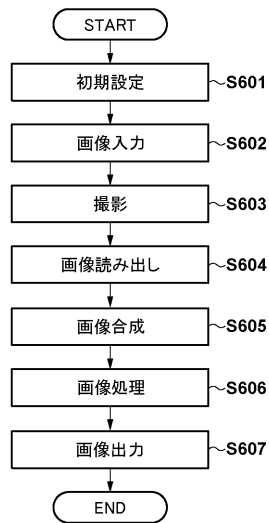 START
初期設定 S601
画像入力 S602
撮影 S603
画像読み出し S604
画像合成 S605
画像処理 S606
画像出力 S607
END